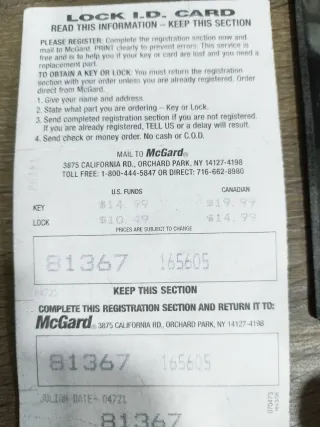 LOCK I.D. CARD
READ THIS INFORMATION – KEEP THIS SECTION
PLEASE REGISTER: Complete the registration section now and
mail to McGard. PRINT clearly to prevent errors. This service is
free and is to help you if your key or card are lost and you need a
replacement part.
TO OBTAIN A KEY OR LOCK: You must return the registration
section with your order unless you are already registered. Order
direct from McGard.
1. Give your name and address.
2. State what part you are ordering – Key or Lock.
3. Send completed registration section if you are not registered.
If you are already registered, TELL US or a delay will result.
4. Send check or money order. No cash or C.O.D.
MAIL TO McGard®
3875 CALIFORNIA RD., ORCHARD PARK, NY 14127-4198
TOLL FREE: 1-800-444-5847 OR DIRECT: 716-662-8980
U.S. FUNDS CANADIAN
KEY $14.99 $19.99
LOCK $10.49 $14.99
PRICES ARE SUBJECT TO CHANGE
81367 165605
KEEP THIS SECTION
COMPLETE THIS REGISTRATION SECTION AND RETURN IT TO:
McGard® 3875 CALIFORNIA RD., ORCHARD PARK, NY 14127-4198
81367 165605
JULIAN DATE- 04721
81367